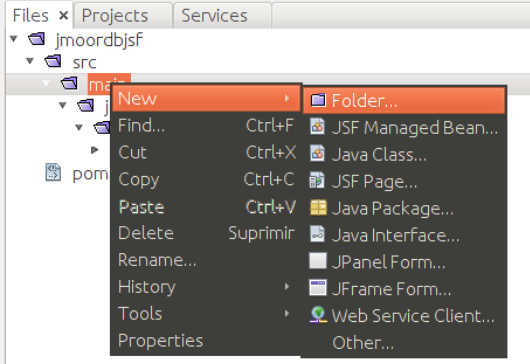 Files × Projects Services
jmoordbjsf
src
main
j
pom
New
Find... Ctrl+F
Cut Ctrl+X
Copy Ctrl+C
Paste Ctrl+V
Delete Suprimir
Rename...
History
Tools
Properties
Folder...
JSF Managed Bean...
Java Class...
JSF Page...
Java Package...
Java Interface...
JPanel Form...
JFrame Form...
Web Service Client...
Other...